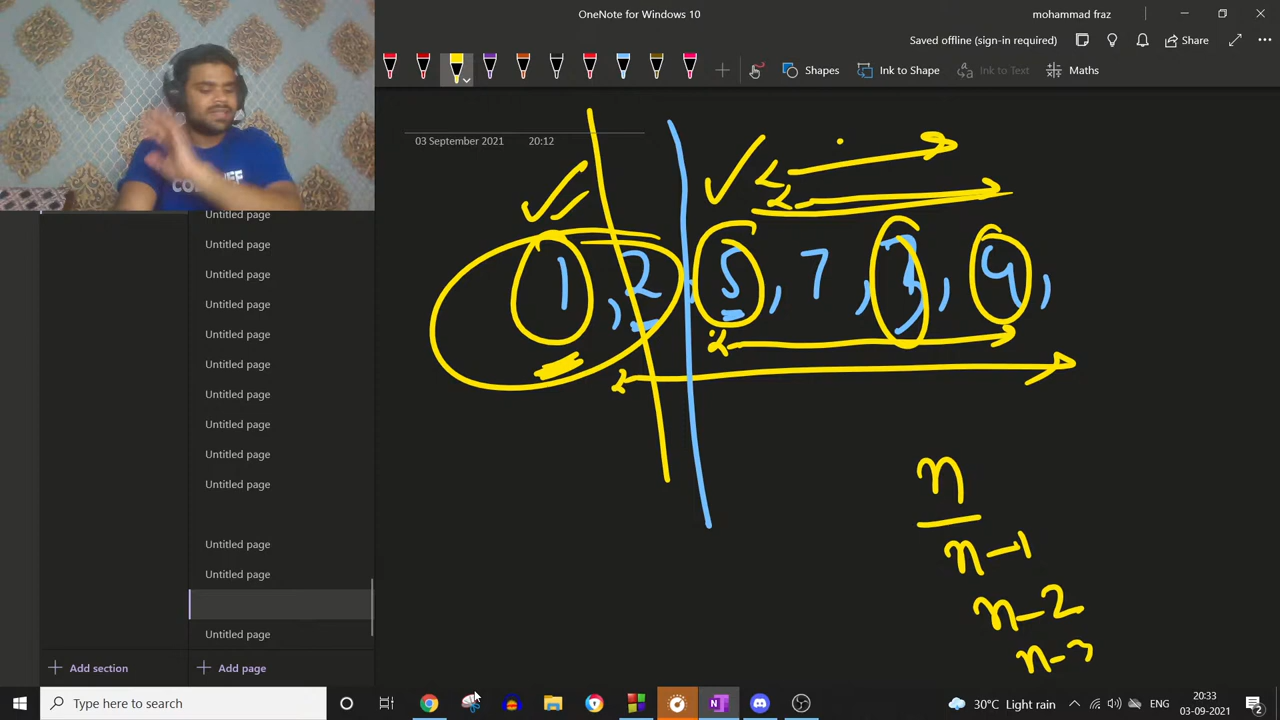 OneNote for Windows 10
mohammad fraz
Saved offline (sign-in required)
Share
Shapes
Ink to Shape
Ink to Text
Maths
03 September 2021 20:12
1, 2, 5, 7, 7, 9,
n
n-1
n-2
n-3
Untitled page
Untitled page
Untitled page
Untitled page
Untitled page
Untitled page
Untitled page
Untitled page
Untitled page
Untitled page
Untitled page
Untitled page
Untitled page
Add section
Add page
Type here to search
30°C Light rain
ENG
20:33
03-09-2021
2